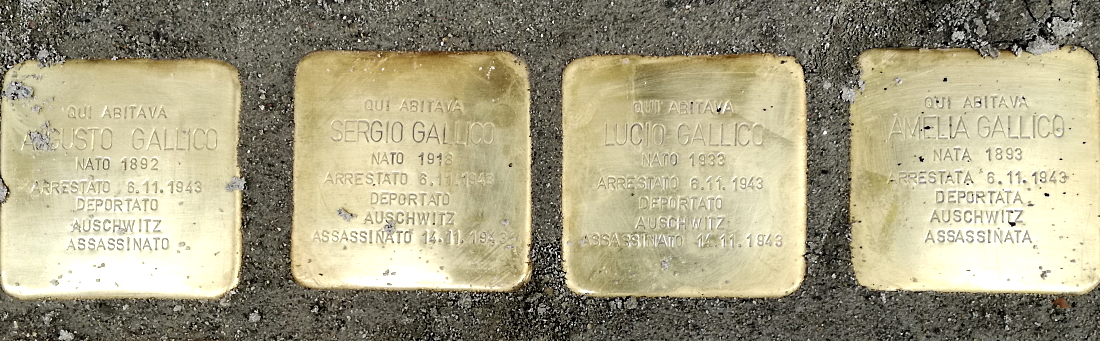 QUI ABITAVA
AUGUSTO GALLICO
NATO 1892
ARRESTATO 6.11.1943
DEPORTATO
AUSCHWITZ
ASSASSINATO
QUI ABITAVA
SERGIO GALLICO
NATO 1918
ARRESTATO 6.11.1943
DEPORTATO
AUSCHWITZ
ASSASSINATO 14.11.1943
QUI ABITAVA
LUCIO GALLICO
NATO 1933
ARRESTATO 6.11.1943
DEPORTATO
AUSCHWITZ
ASSASSINATO 14.11.1943
QUI ABITAVA
AMELIA GALLICO
NATA 1893
ARRESTATA 6.11.1943
DEPORTATA
AUSCHWITZ
ASSASSINATA